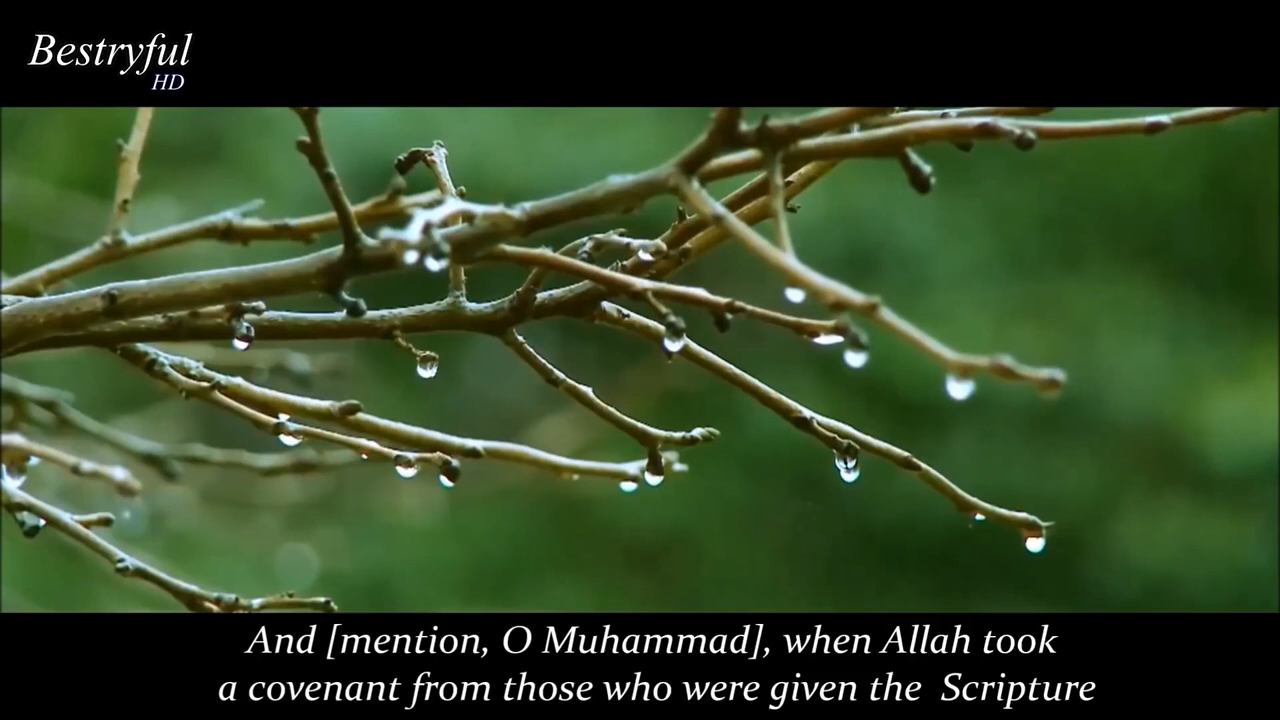 Bestryful
HD
And [mention, O Muhammad], when Allah took
a covenant from those who were given the Scripture